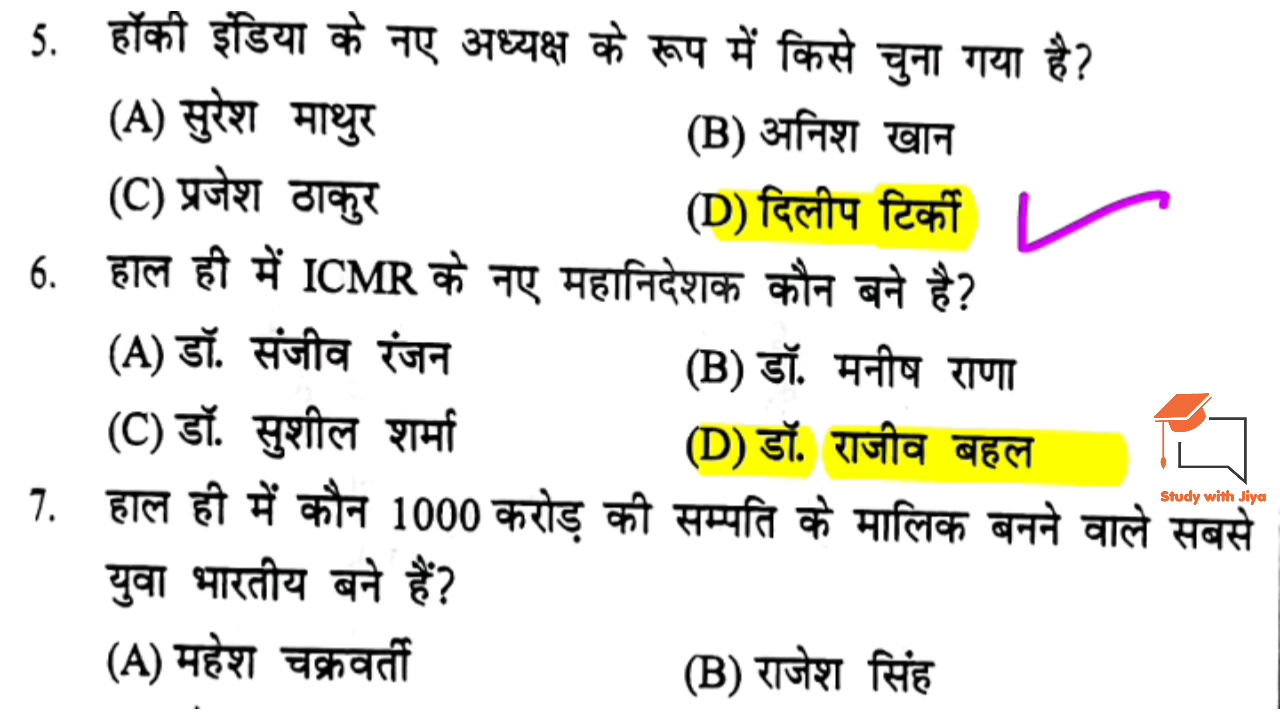 5. हॉकी इंडिया के नए अध्यक्ष के रूप में किसे चुना गया है?
(A) सुरेश माथुर (B) अनिश खान
(C) प्रजेश ठाकुर (D) दिलीप टिर्की
6. हाल ही में ICMR के नए महानिदेशक कौन बने है?
(A) डॉ. संजीव रंजन (B) डॉ. मनीष राणा
(C) डॉ. सुशील शर्मा (D) डॉ. राजीव बहल
Study with Jiya
7. हाल ही में कौन 1000 करोड़ की सम्पति के मालिक बनने वाले सबसे
युवा भारतीय बने हैं?
(A) महेश चक्रवर्ती (B) राजेश सिंह